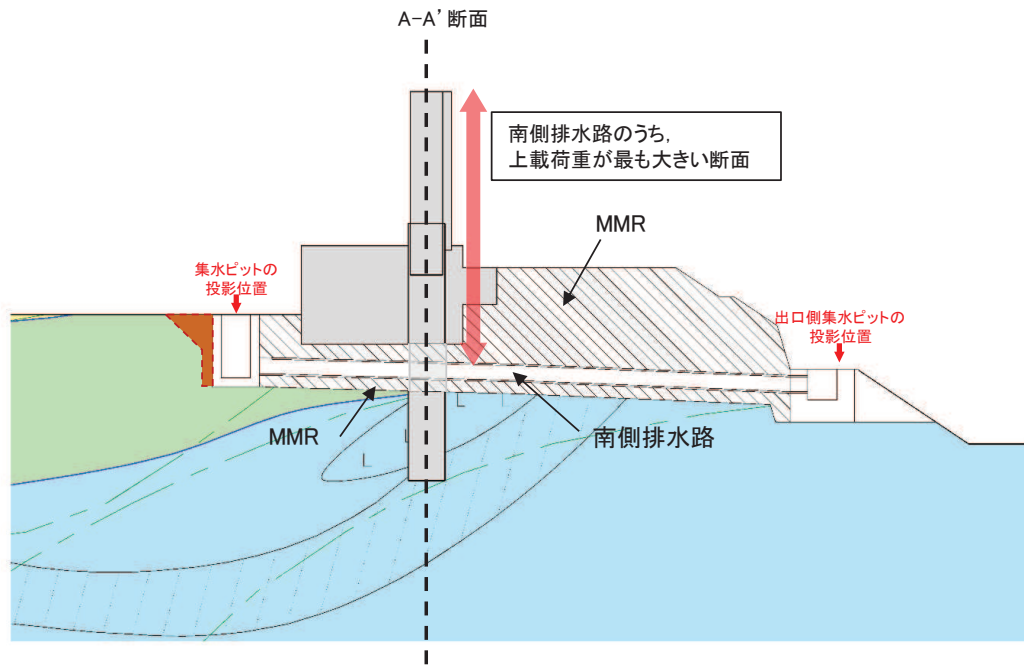 A-A’断面
南側排水路のうち,
上載荷重が最も大きい断面
MMR
集水ピットの
投影位置
出口側集水ピットの
投影位置
MMR
南側排水路
L
L
L